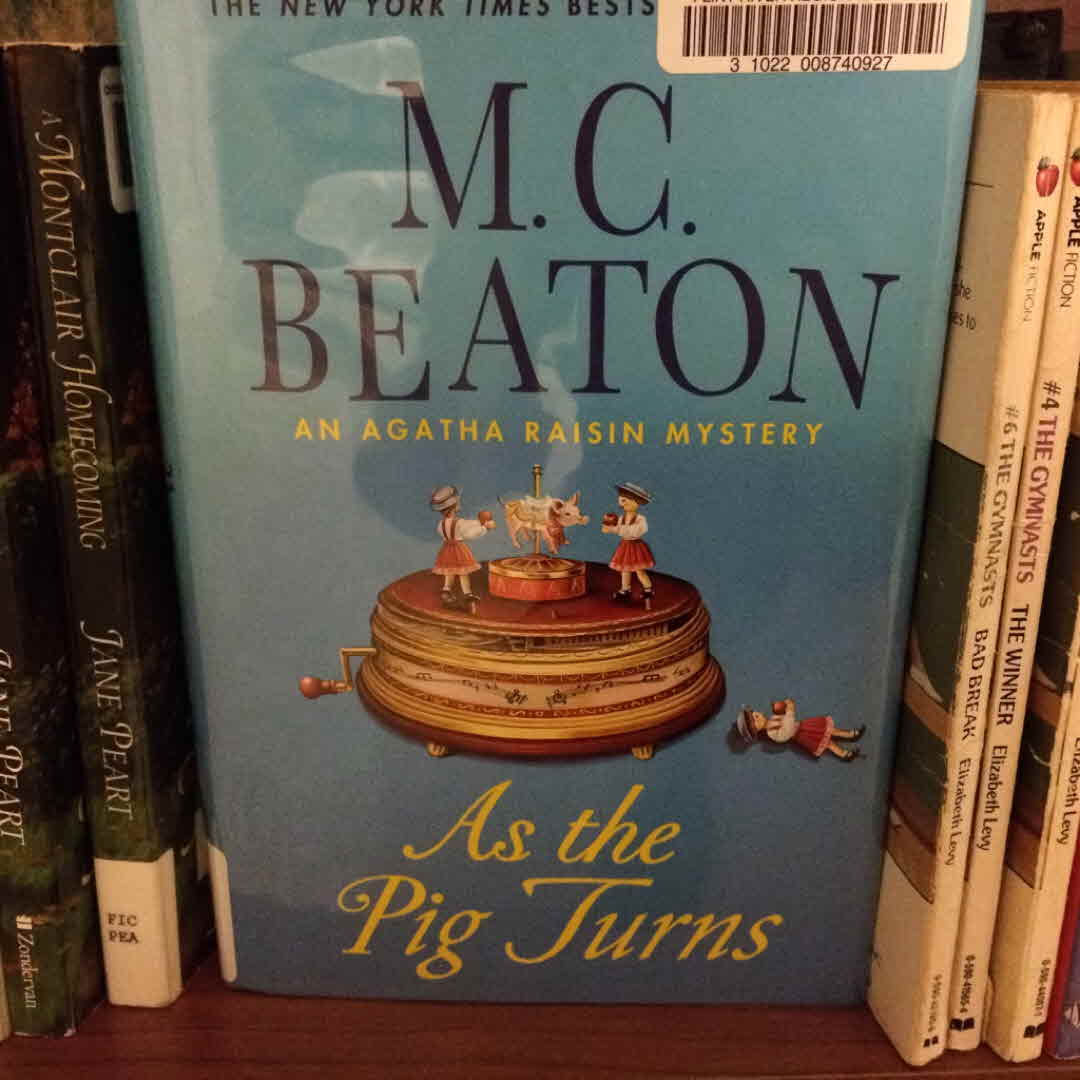 THE NEW YORK TIMES BESTS
3 1022 008740927
M.C.
BEATON
AN AGATHA RAISIN MYSTERY
As the
Pig Turns
A MONTCLAIR HOMECOMING JANE PEART
FIC
PEA
JANE PEART
Zondervan
APPLE FICTION
#6 THE GYMNASTS BAD BREAK Elizabeth Levy
APPLE FICTION
#4 THE GYMNASTS THE WINNER Elizabeth Levy
Elizabeth Levy